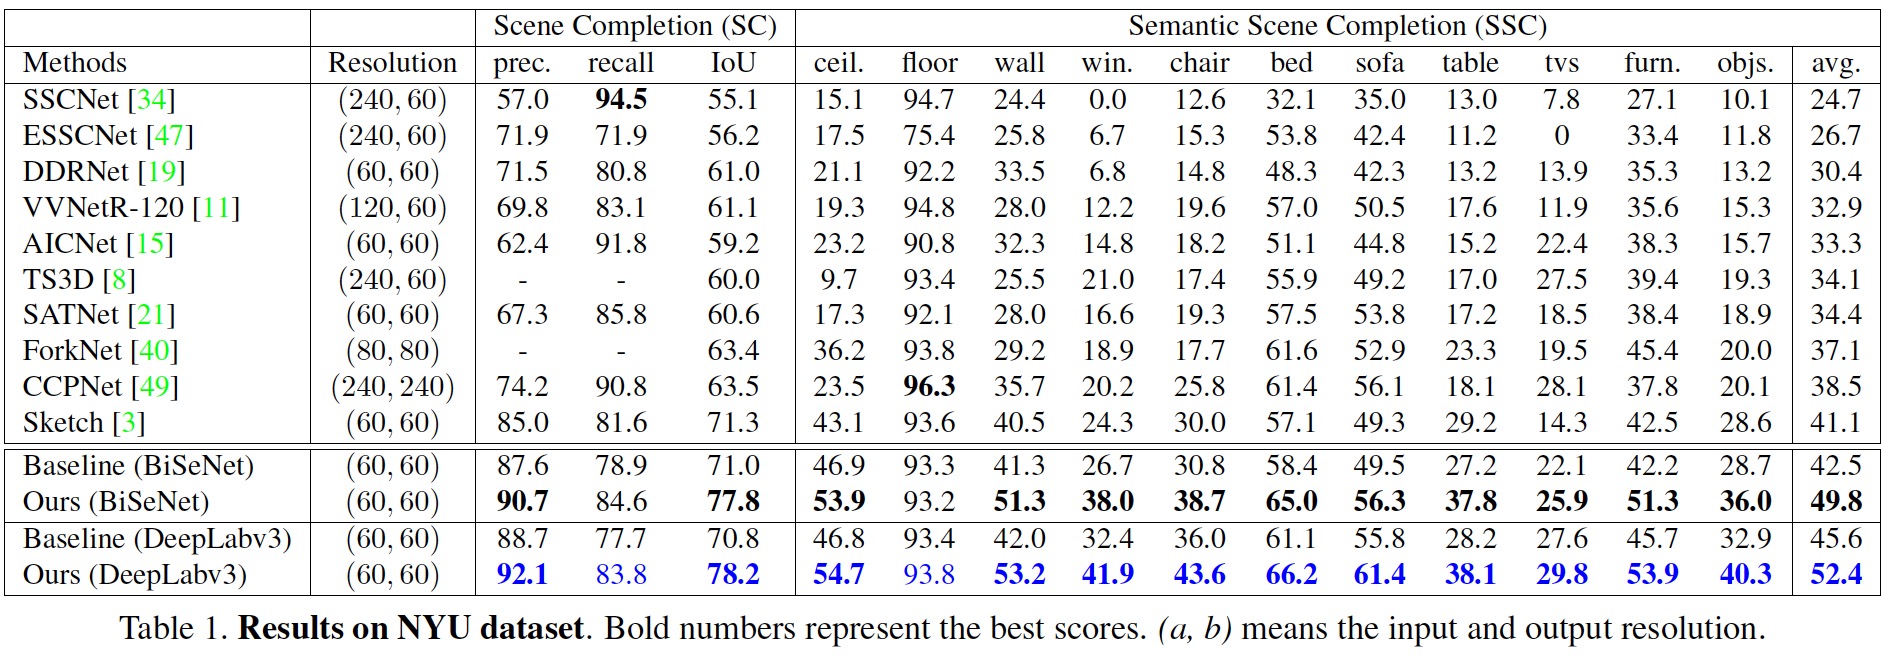 Scene Completion (SC) Semantic Scene Completion (SSC)
Methods Resolution prec. recall IoU ceil. floor wall win. chair bed sofa table tvs furn. objs. avg.
SSCNet [34] (240, 60) 57.0 94.5 55.1 15.1 94.7 24.4 0.0 12.6 32.1 35.0 13.0 7.8 27.1 10.1 24.7
ESSCNet [47] (240, 60) 71.9 71.9 56.2 17.5 75.4 25.8 6.7 15.3 53.8 42.4 11.2 0 33.4 11.8 26.7
DDRNet [19] (60, 60) 71.5 80.8 61.0 21.1 92.2 33.5 6.8 14.8 48.3 42.3 13.2 13.9 35.3 13.2 30.4
VVNetR-120 [11] (120, 60) 69.8 83.1 61.1 19.3 94.8 28.0 12.2 19.6 57.0 50.5 17.6 11.9 35.6 15.3 32.9
AICNet [15] (60, 60) 62.4 91.8 59.2 23.2 90.8 32.3 14.8 18.2 51.1 44.8 15.2 22.4 38.3 15.7 33.3
TS3D [8] (240, 60) - - 60.0 9.7 93.4 25.5 21.0 17.4 55.9 49.2 17.0 27.5 39.4 19.3 34.1
SATNet [21] (60, 60) 67.3 85.8 60.6 17.3 92.1 28.0 16.6 19.3 57.5 53.8 17.2 18.5 38.4 18.9 34.4
ForkNet [40] (80, 80) - - 63.4 36.2 93.8 29.2 18.9 17.7 61.6 52.9 23.3 19.5 45.4 20.0 37.1
CCPNet [49] (240, 240) 74.2 90.8 63.5 23.5 96.3 35.7 20.2 25.8 61.4 56.1 18.1 28.1 37.8 20.1 38.5
Sketch [3] (60, 60) 85.0 81.6 71.3 43.1 93.6 40.5 24.3 30.0 57.1 49.3 29.2 14.3 42.5 28.6 41.1
Baseline (BiSeNet) (60, 60) 87.6 78.9 71.0 46.9 93.3 41.3 26.7 30.8 58.4 49.5 27.2 22.1 42.2 28.7 42.5
Ours (BiSeNet) (60, 60) 90.7 84.6 77.8 53.9 93.2 51.3 38.0 38.7 65.0 56.3 37.8 25.9 51.3 36.0 49.8
Baseline (DeepLabv3) (60, 60) 88.7 77.7 70.8 46.8 93.4 42.0 32.4 36.0 61.1 55.8 28.2 27.6 45.7 32.9 45.6
Ours (DeepLabv3) (60, 60) 92.1 83.8 78.2 54.7 93.8 53.2 41.9 43.6 66.2 61.4 38.1 29.8 53.9 40.3 52.4
Table 1. Results on NYU dataset. Bold numbers represent the best scores. (a, b) means the input and output resolution.